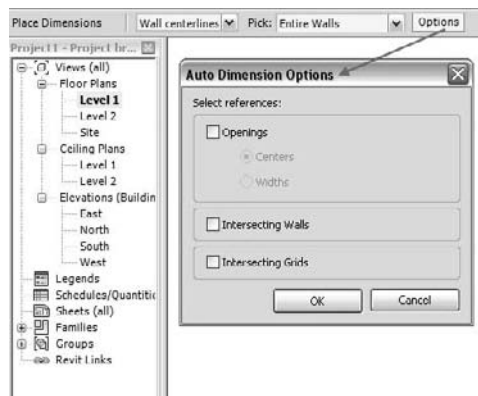 Place Dimensions Wall centerlines Pick: Entire Walls Options
Project1 - Project br...
Views (all)
Floor Plans
Level 1
Level 2
Site
Ceiling Plans
Level 1
Level 2
Elevations (Buildin
East
North
South
West
Legends
Schedules/Quantitie
Sheets (all)
Families
Groups
Revit Links
Auto Dimension Options
Select references:
Openings
Centers
Widths
Intersecting Walls
Intersecting Grids
OK Cancel